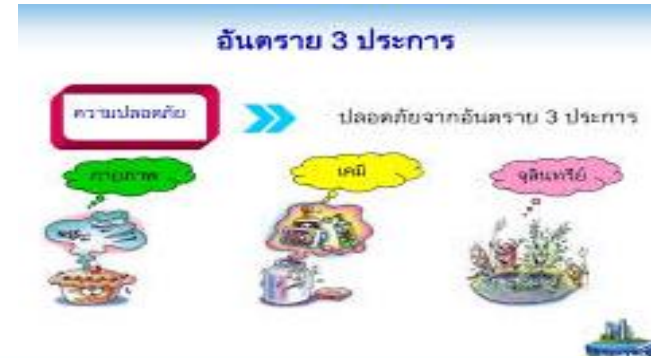 อันตราย 3 ประการ
ความปลอดภัย
ปลอดภัยจากอันตราย 3 ประการ
กายภาพ
เคมี
จุลินทรีย์